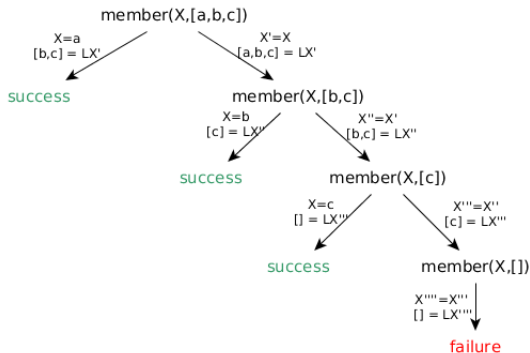 member(X,[a,b,c])
X=a
[b,c] = LX'
X'=X
[a,b,c] = LX'
success
member(X,[b,c])
X=b
[c] = LX''
X''=X'
[b,c] = LX''
success
member(X,[c])
X=c
[] = LX'''
X'''=X''
[c] = LX'''
success
member(X,[])
X''''=X'''
[] = LX''''
failure